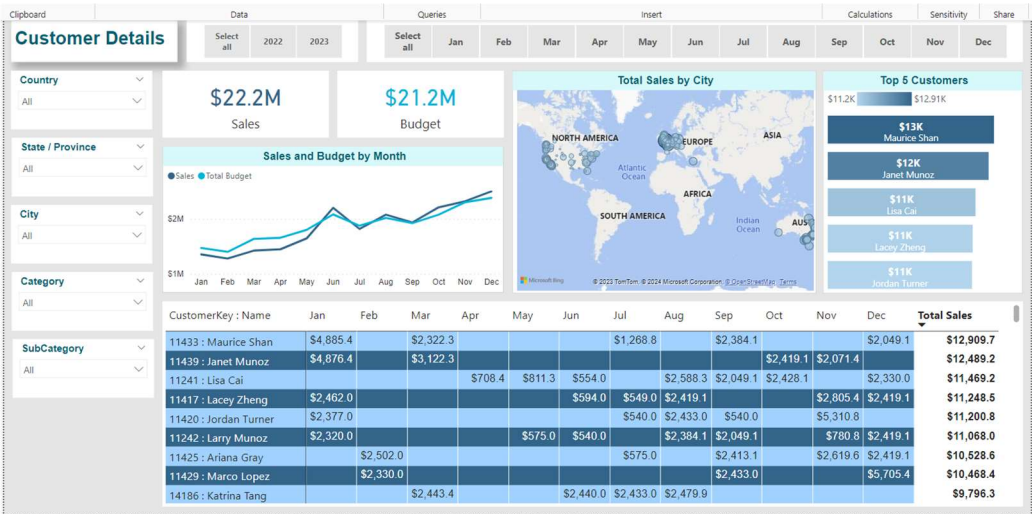 Clipboard Data Queries Insert Calculations Sensitivity Share
Customer Details
Select all 2022 2023
Select all Jan Feb Mar Apr May Jun Jul Aug Sep Oct Nov Dec
Country
All
State / Province
All
City
All
Category
All
SubCategory
All
$22.2M
Sales
$21.2M
Budget
Sales and Budget by Month
Sales Total Budget
$2M
$1M
Jan Feb Mar Apr May Jun Jul Aug Sep Oct Nov Dec
Total Sales by City
NORTH AMERICA
EUROPE
ASIA
Atlantic
Ocean
AFRICA
SOUTH AMERICA
Indian
Ocean
AUS
Microsoft Bing © 2023 TomTom, © 2024 Microsoft Corporation, © OpenStreetMap Terms
Top 5 Customers
$11.2K $12.91K
$13K
Maurice Shan
$12K
Janet Munoz
$11K
Lisa Cai
$11K
Lacey Zheng
$11K
Jordan Turner
CustomerKey : Name Jan Feb Mar Apr May Jun Jul Aug Sep Oct Nov Dec Total Sales
11433 : Maurice Shan $4,885.4 $2,322.3 $1,268.8 $2,384.1 $2,049.1 $12,909.7
11439 : Janet Munoz $4,876.4 $3,122.3 $2,419.1 $2,071.4 $12,489.2
11241 : Lisa Cai $708.4 $811.3 $554.0 $2,588.3 $2,049.1 $2,428.1 $2,330.0 $11,469.2
11417 : Lacey Zheng $2,462.0 $594.0 $549.0 $2,419.1 $2,805.4 $2,419.1 $11,248.5
11420 : Jordan Turner $2,377.0 $540.0 $2,433.0 $540.0 $5,310.8 $11,200.8
11242 : Larry Munoz $2,320.0 $575.0 $540.0 $2,384.1 $2,049.1 $780.8 $2,419.1 $11,068.0
11425 : Ariana Gray $2,502.0 $575.0 $2,413.1 $2,619.6 $2,419.1 $10,528.6
11429 : Marco Lopez $2,330.0 $2,433.0 $5,705.4 $10,468.4
14186 : Katrina Tang $2,443.4 $2,440.0 $2,433.0 $2,479.9 $9,796.3